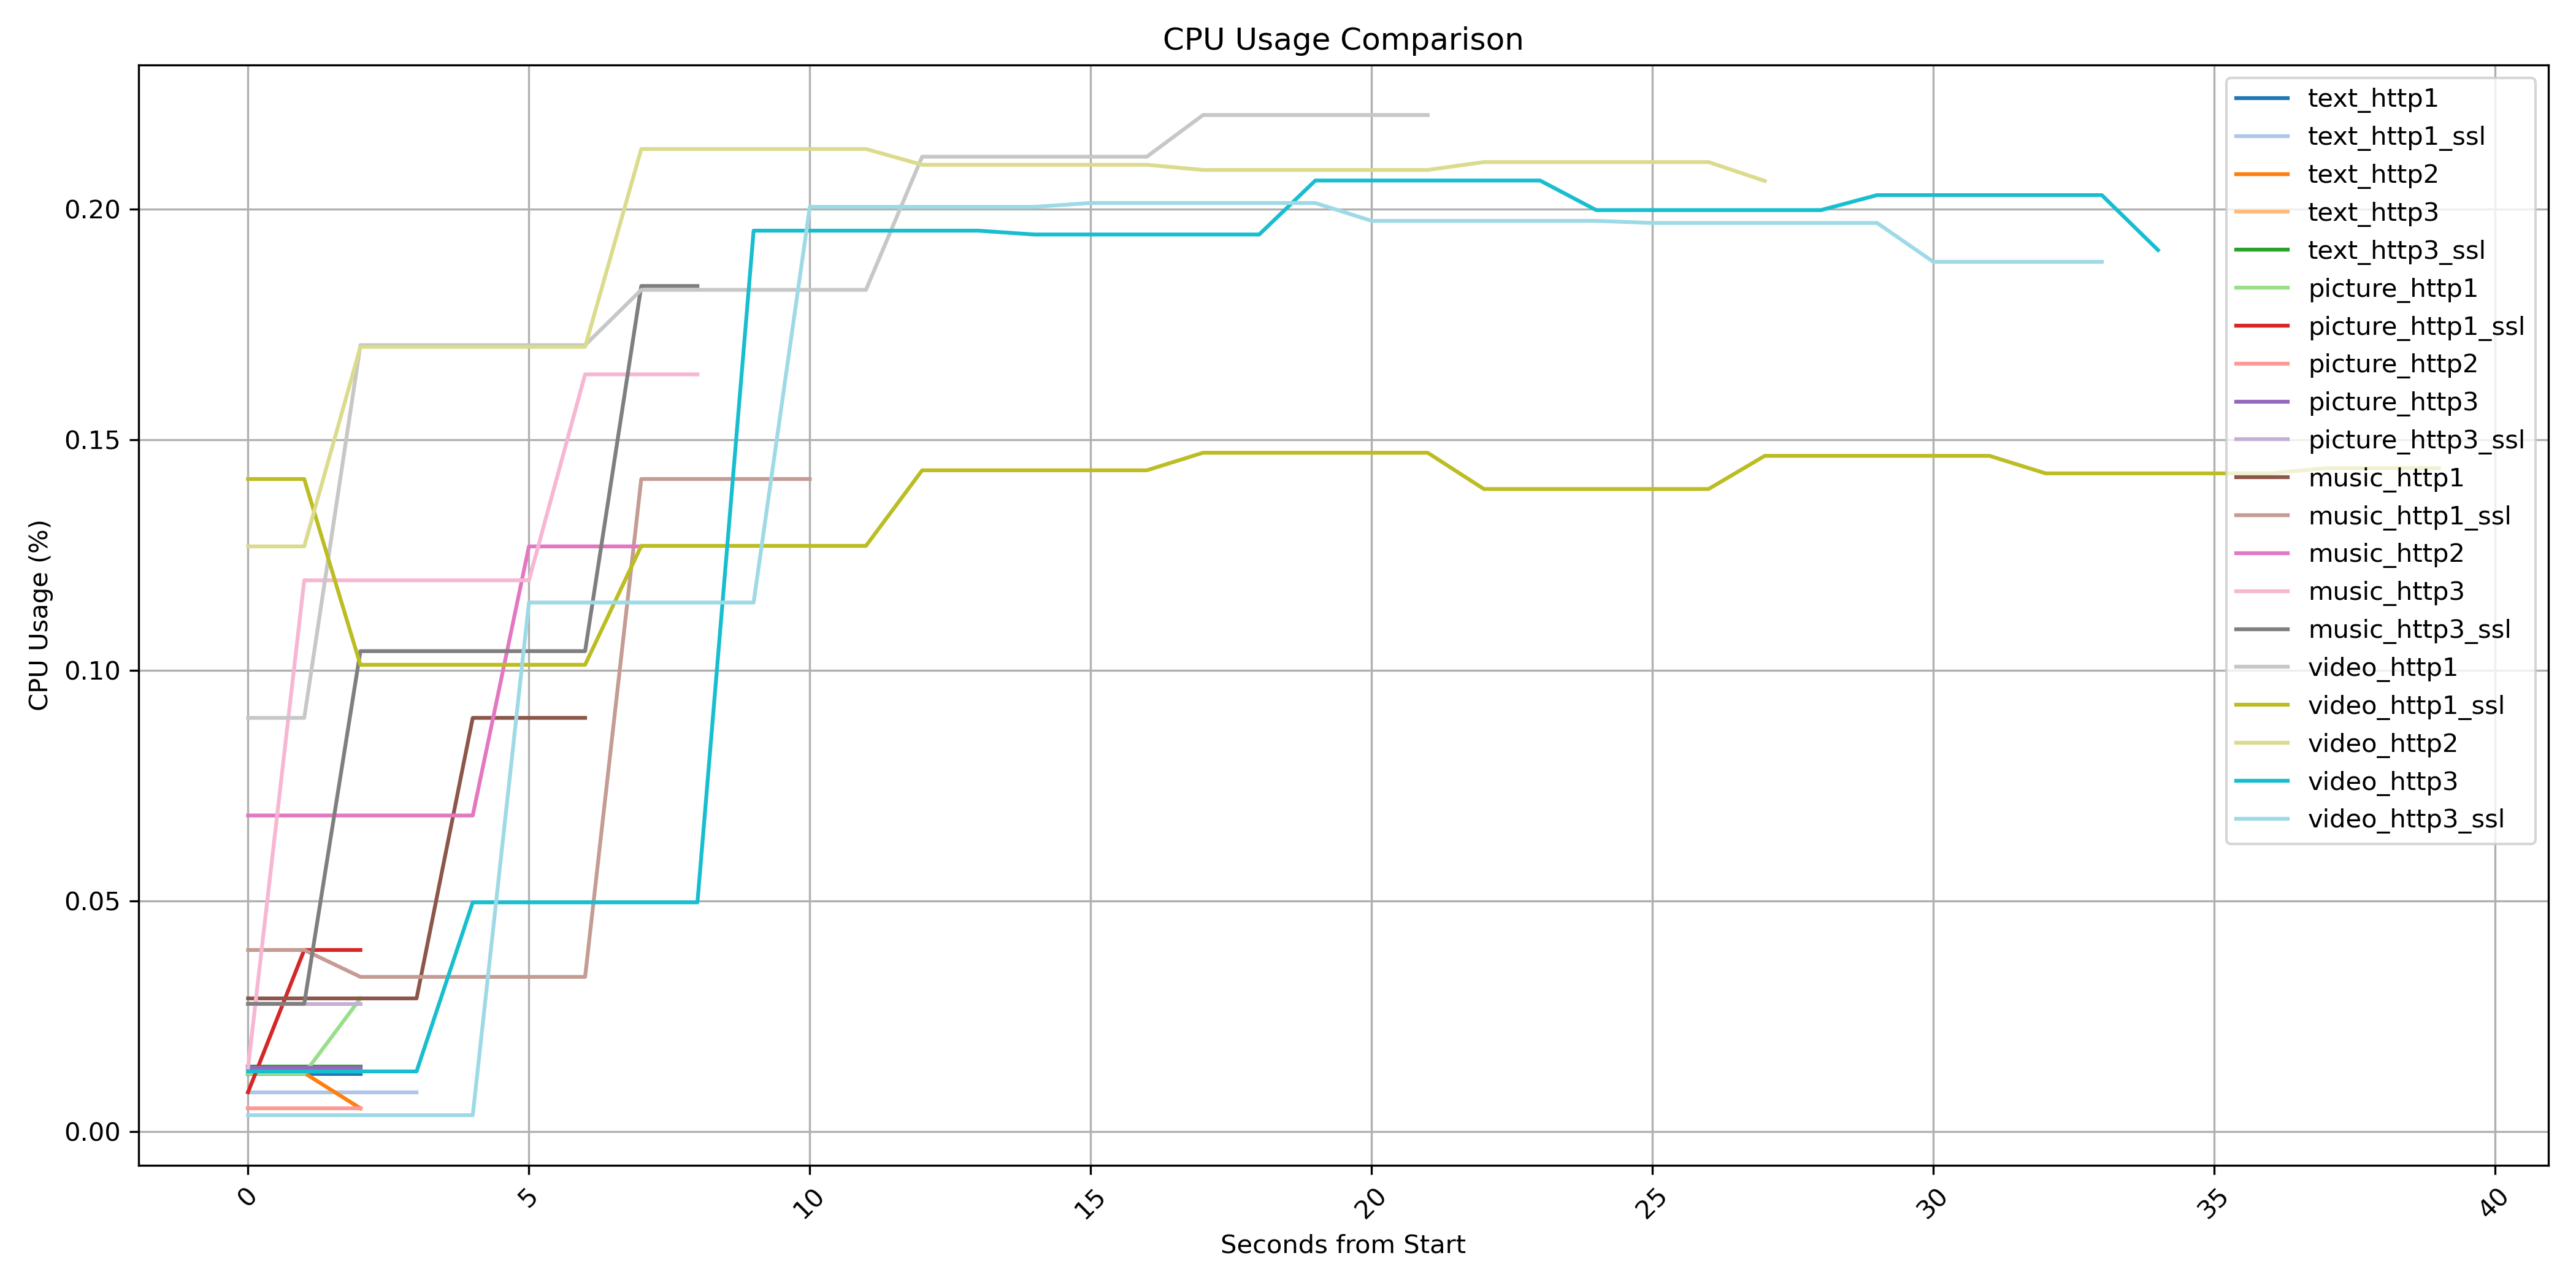 CPU Usage Comparison
text_http1
text_http1_ssl
text_http2
text_http3
text_http3_ssl
picture_http1
picture_http1_ssl
picture_http2
picture_http3
picture_http3_ssl
music_http1
music_http1_ssl
music_http2
music_http3
music_http3_ssl
video_http1
video_http1_ssl
video_http2
video_http3
video_http3_ssl
CPU Usage (%)
0.20
0.15
0.10
0.05
0.00
0 5 10 15 20 25 30 35 40
Seconds from Start